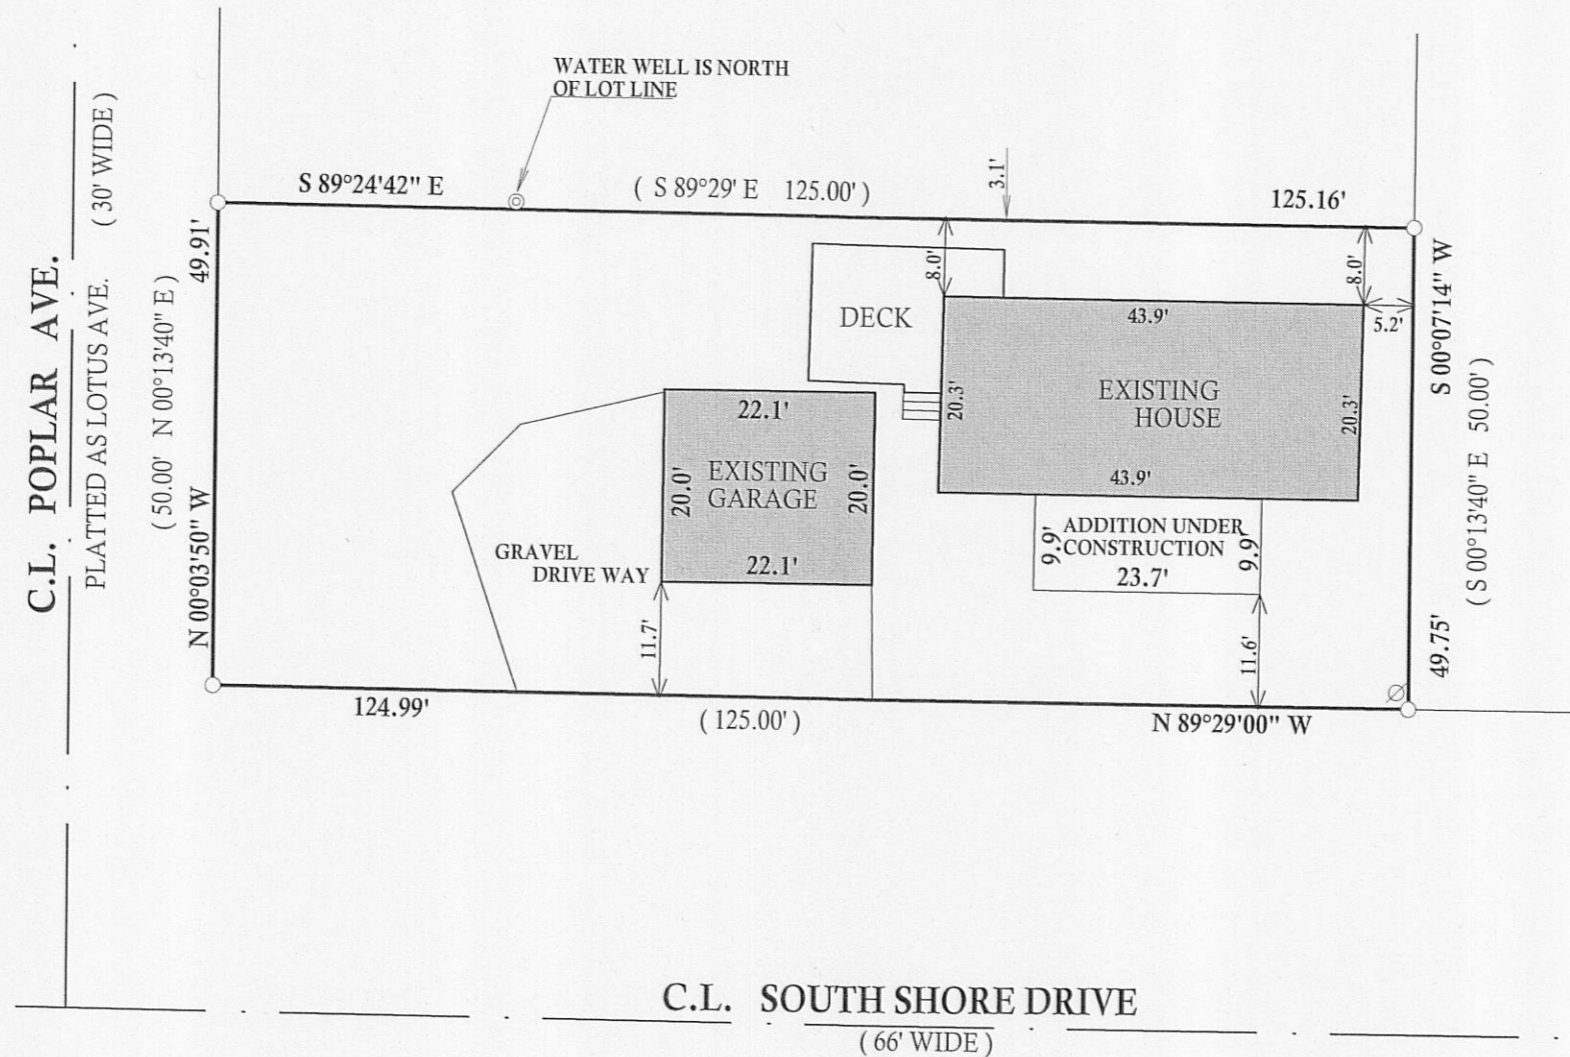 WATER WELL IS NORTH
OF LOT LINE
S 89°24'42" E
( S 89°29' E 125.00' )
3.1'
125.16'
C.L. POPLAR AVE.
PLATTED AS LOTUS AVE. ( 30' WIDE )
( 50.00' N 00°13'40" E )
49.91'
N 00°03'50" W
8.0'
8.0'
5.2'
S 00°07'14" W
49.75'
( S 00°13'40" E 50.00' )
DECK
43.9'
20.3'
EXISTING
HOUSE
20.3'
43.9'
22.1'
20.0'
EXISTING
GARAGE
20.0'
22.1'
GRAVEL
DRIVE WAY
9.9'
ADDITION UNDER
CONSTRUCTION
23.7'
9.9'
11.7'
11.6'
124.99'
( 125.00' )
N 89°29'00" W
C.L. SOUTH SHORE DRIVE
( 66' WIDE )